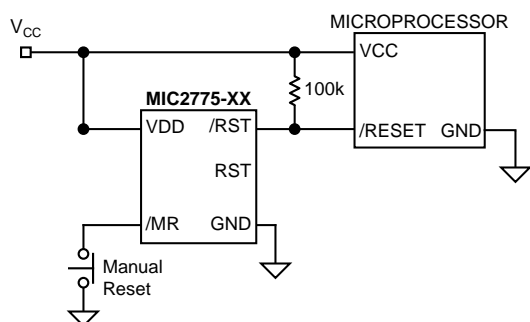 MICROPROCESSOR
VCC
VCC
100k
MIC2775-XX
VDD
/RST
/RESET
GND
RST
/MR
GND
Manual
Reset